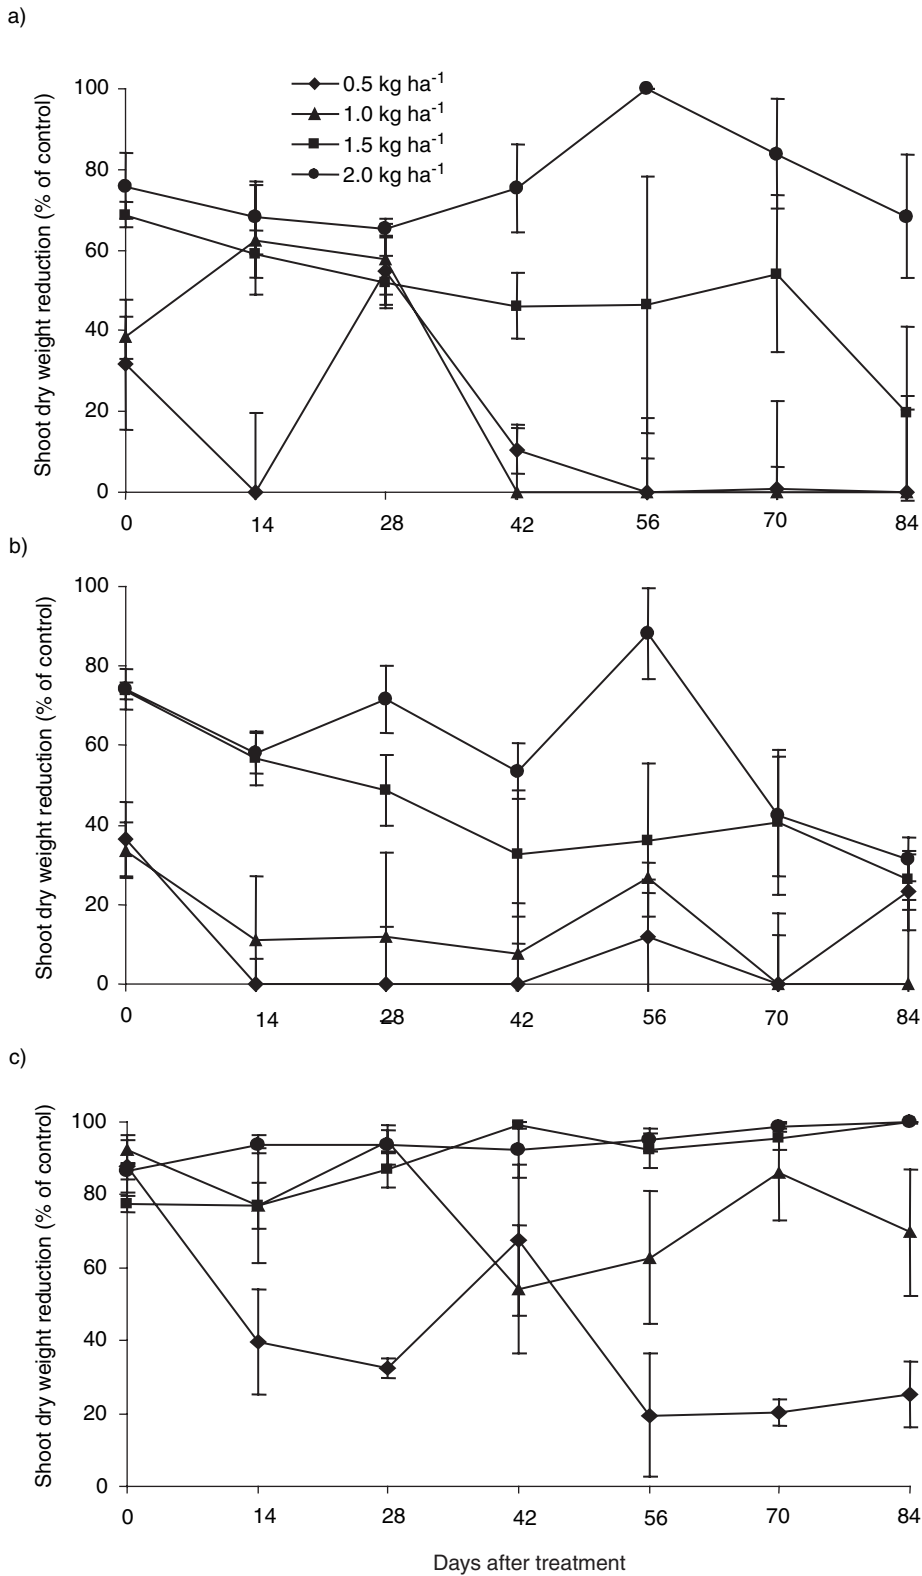 a)
Shoot dry weight reduction (% of control)
100
80
60
40
20
0
0.5 kg ha-1
1.0 kg ha-1
1.5 kg ha-1
2.0 kg ha-1
0 14 28 42 56 70 84
b)
Shoot dry weight reduction (% of control)
100
80
60
40
20
0
0 14 28 42 56 70 84
c)
Shoot dry weight reduction (% of control)
100
80
60
40
20
0
0 14 28 42 56 70 84
Days after treatment